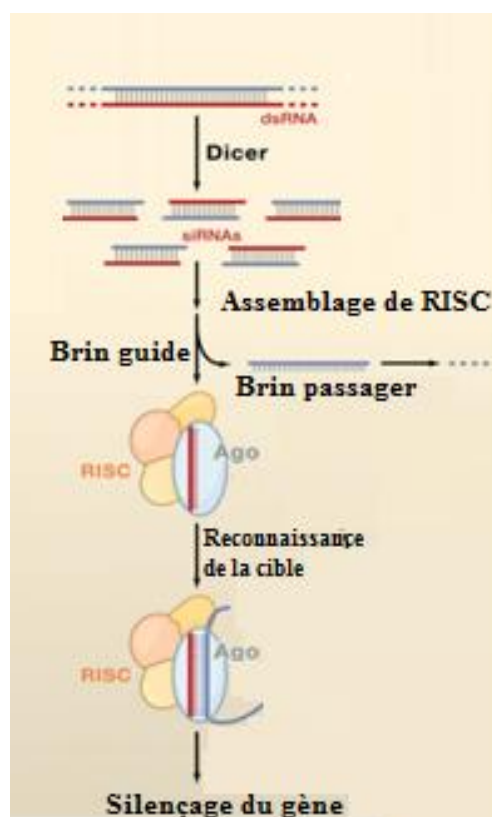 dsRNA
Dicer
siRNAs
Assemblage de RISC
Brin guide
Brin passager
RISC
Ago
Reconnaissance
de la cible
RISC
Ago
Silençage du gène